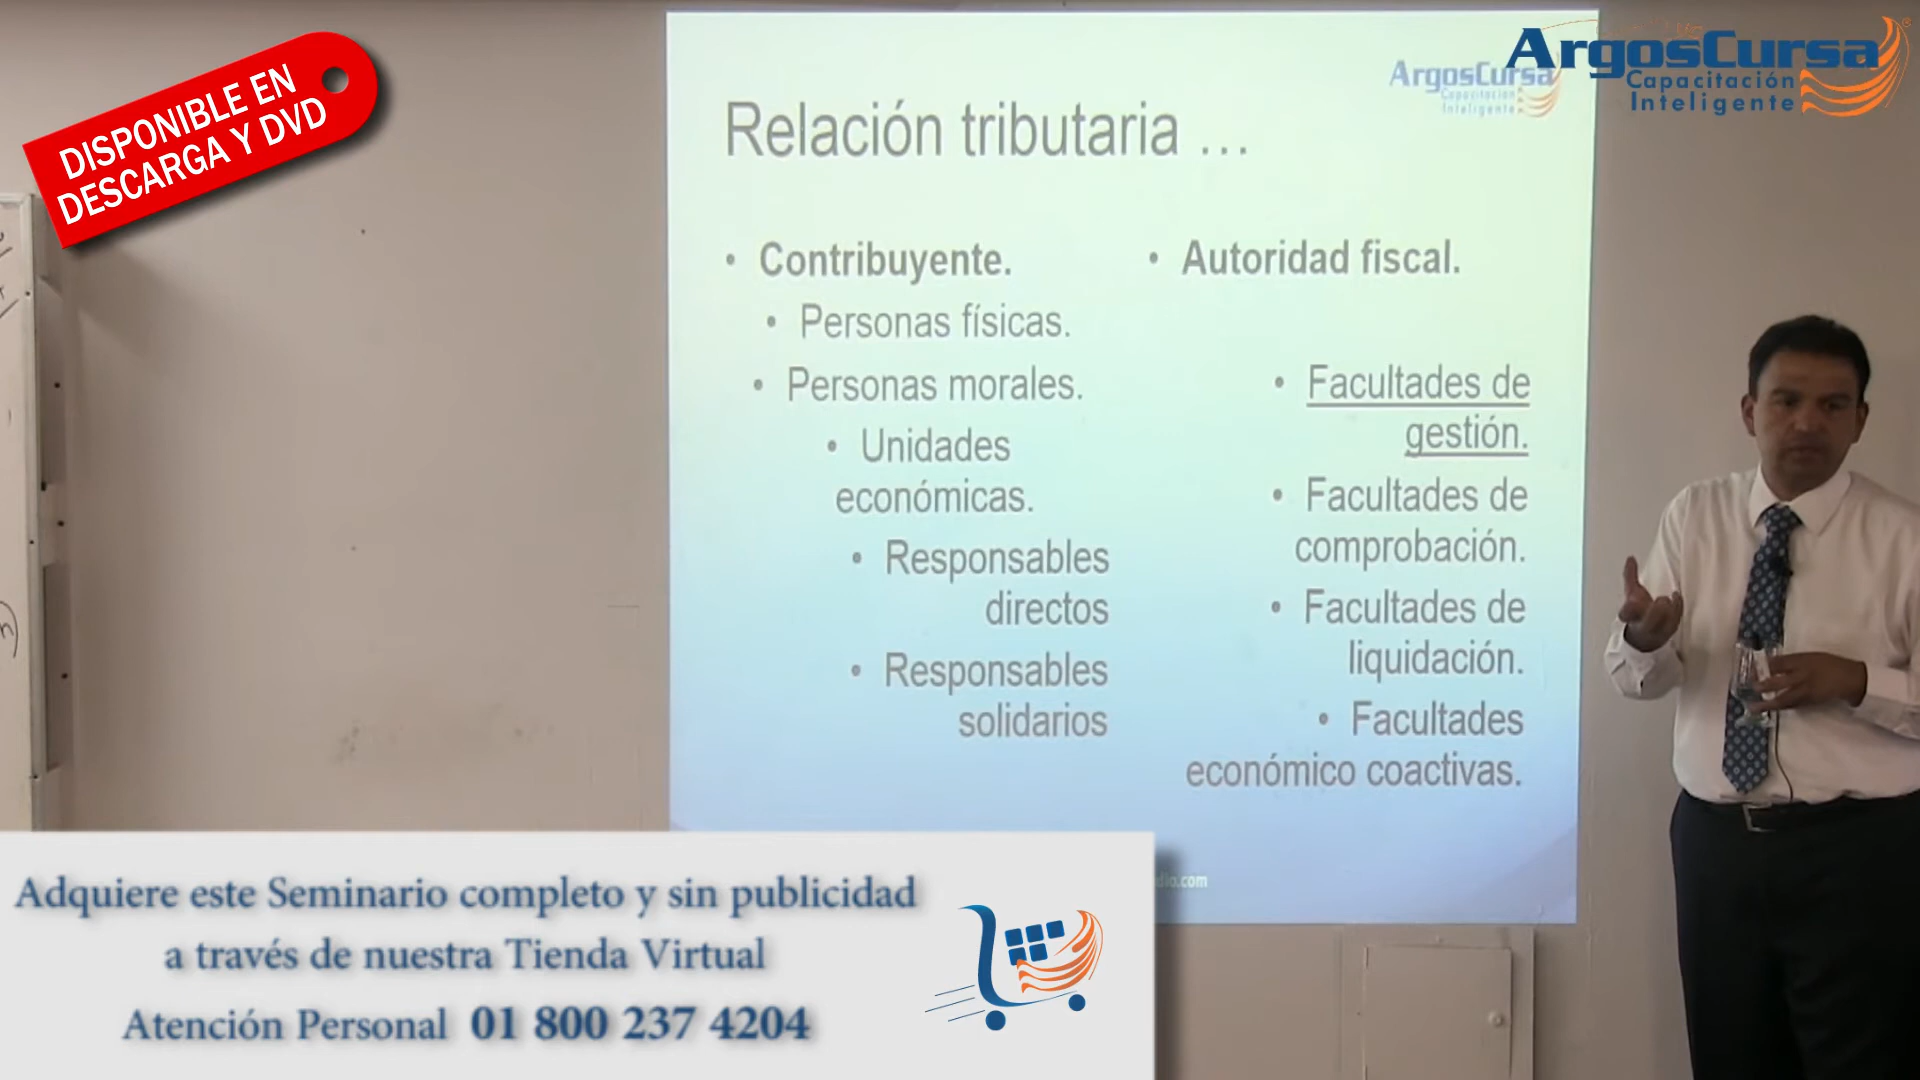 DISPONIBLE EN
DESCARGA Y DVD
ArgosCursa
Capacitación
Inteligente
ArgosCursa
Capacitación
Inteligente
Relación tributaria ...
• Contribuyente.
• Personas físicas.
• Personas morales.
• Unidades
económicas.
• Responsables
directos
• Responsables
solidarios
• Autoridad fiscal.
• Facultades de
gestión.
• Facultades de
comprobación.
• Facultades de
liquidación.
• Facultades
económico coactivas.
Adquiere este Seminario completo y sin publicidad
a través de nuestra Tienda Virtual
Atención Personal 01 800 237 4204